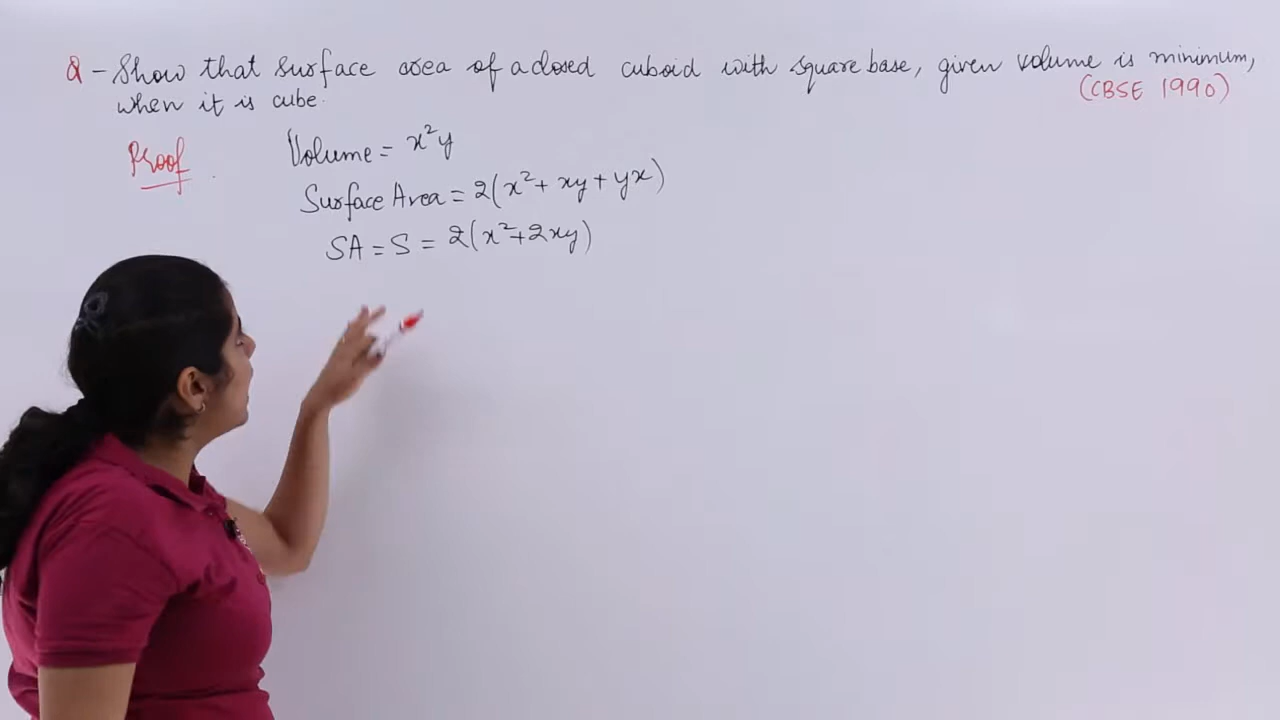 Q - Show that surface area of a closed cuboid with square base, given volume is minimum,
when it is cube. (CBSE 1990)
Proof. Volume = x²y
Surface Area = 2(x² + xy + yx)
SA = S = 2(x² + 2xy)